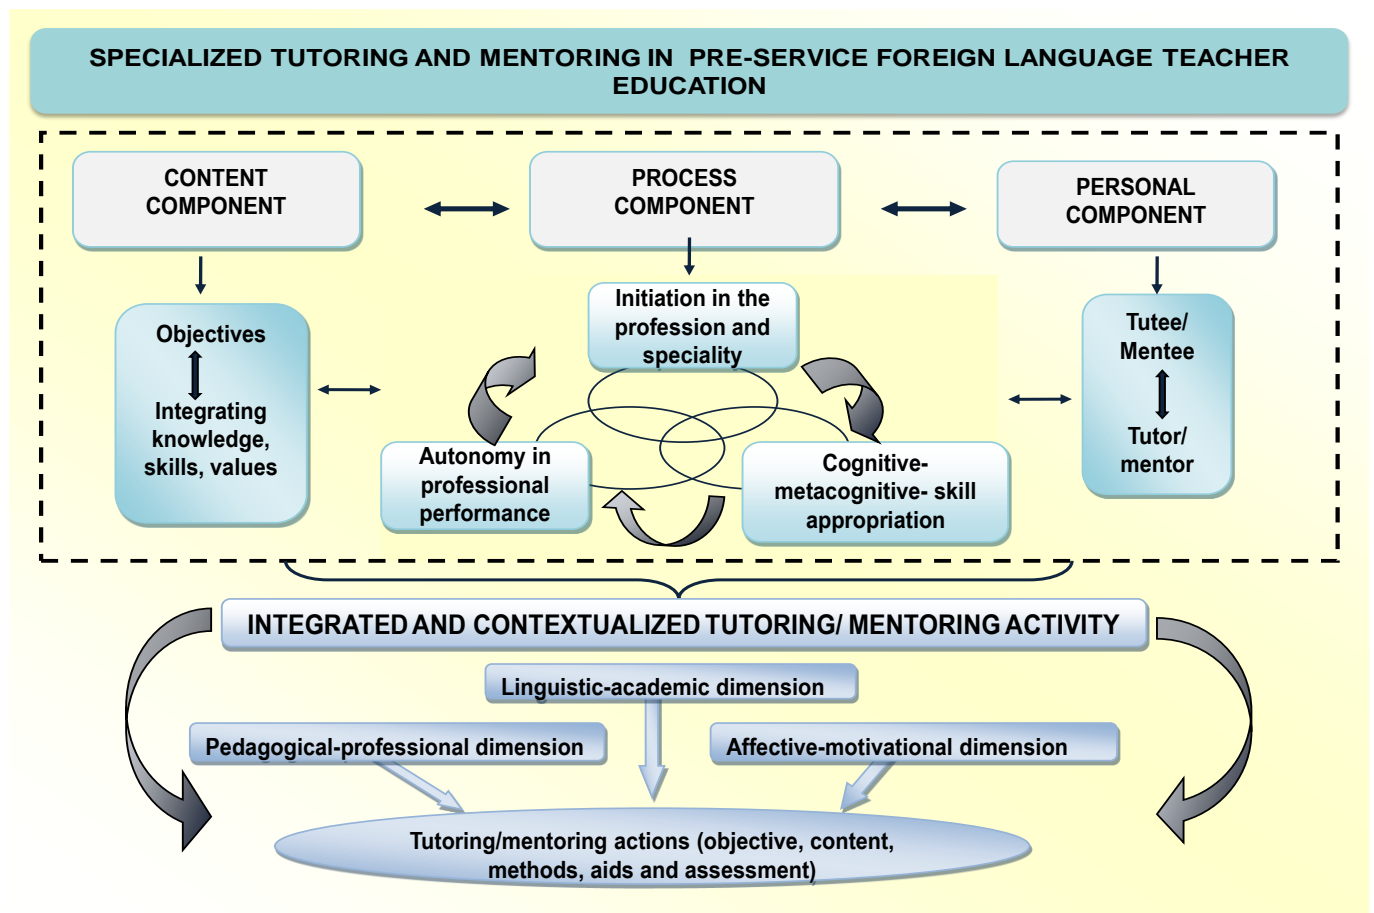 SPECIALIZED TUTORING AND MENTORING IN PRE-SERVICE FOREIGN LANGUAGE TEACHER
EDUCATION
CONTENT
COMPONENT
PROCESS
COMPONENT
PERSONAL
COMPONENT
Objectives
Integrating
knowledge,
skills, values
Initiation in the
profession and
speciality
Autonomy in
professional
performance
Cognitive-
metacognitive- skill
appropriation
Tutee/
Mentee
Tutor/
mentor
INTEGRATED AND CONTEXTUALIZED TUTORING/ MENTORING ACTIVITY
Linguistic-academic dimension
Pedagogical-professional dimension
Affective-motivational dimension
Tutoring/mentoring actions (objective, content,
methods, aids and assessment)